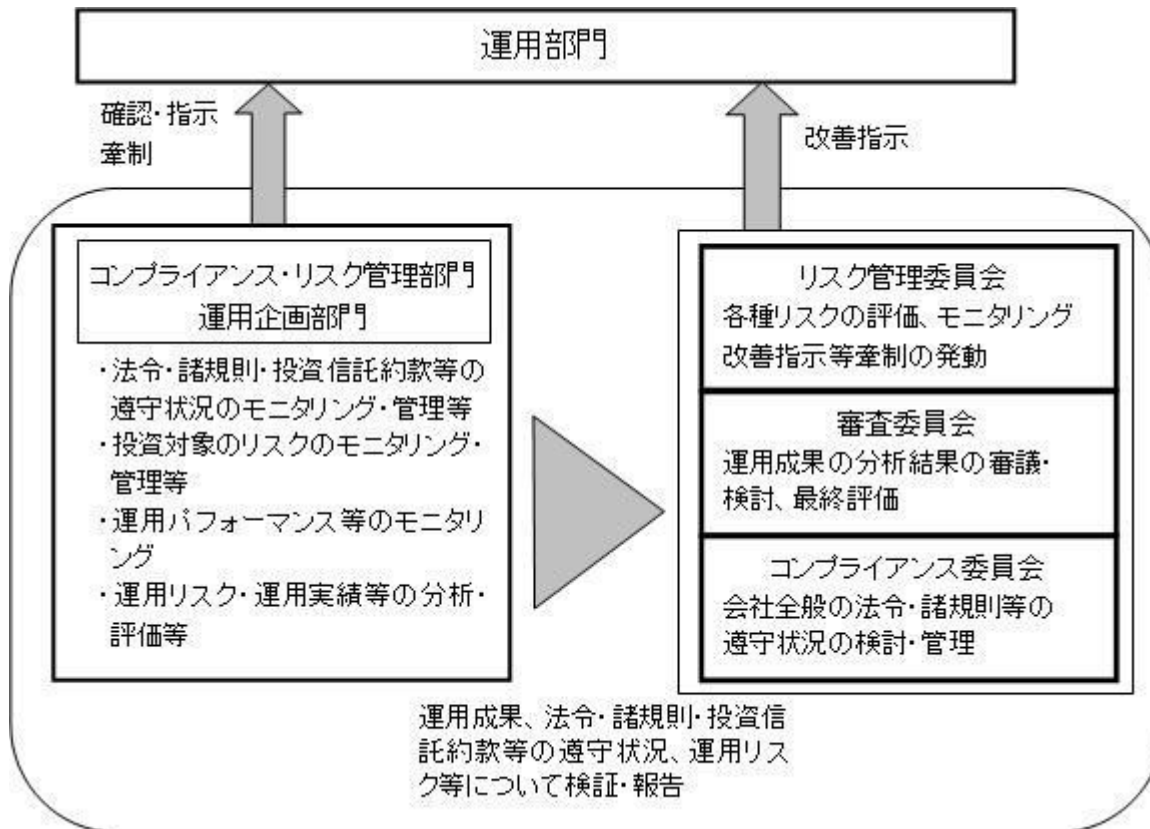 運用部門
確認・指示
牽制
改善指示
コンプライアンス・リスク管理部門
運用企画部門
・法令・諸規則・投資信託約款等の
遵守状況のモニタリング・管理等
・投資対象のリスクのモニタリング・
管理等
・運用パフォーマンス等のモニタリ
ング
・運用リスク・運用実績等の分析・
評価等
リスク管理委員会
各種リスクの評価、モニタリング
改善指示等牽制の発動
審査委員会
運用成果の分析結果の審議・
検討、最終評価
コンプライアンス委員会
会社全般の法令・諸規則等の
遵守状況の検討・管理
運用成果、法令・諸規則・投資信
託約款等の遵守状況、運用リス
ク等について検証・報告